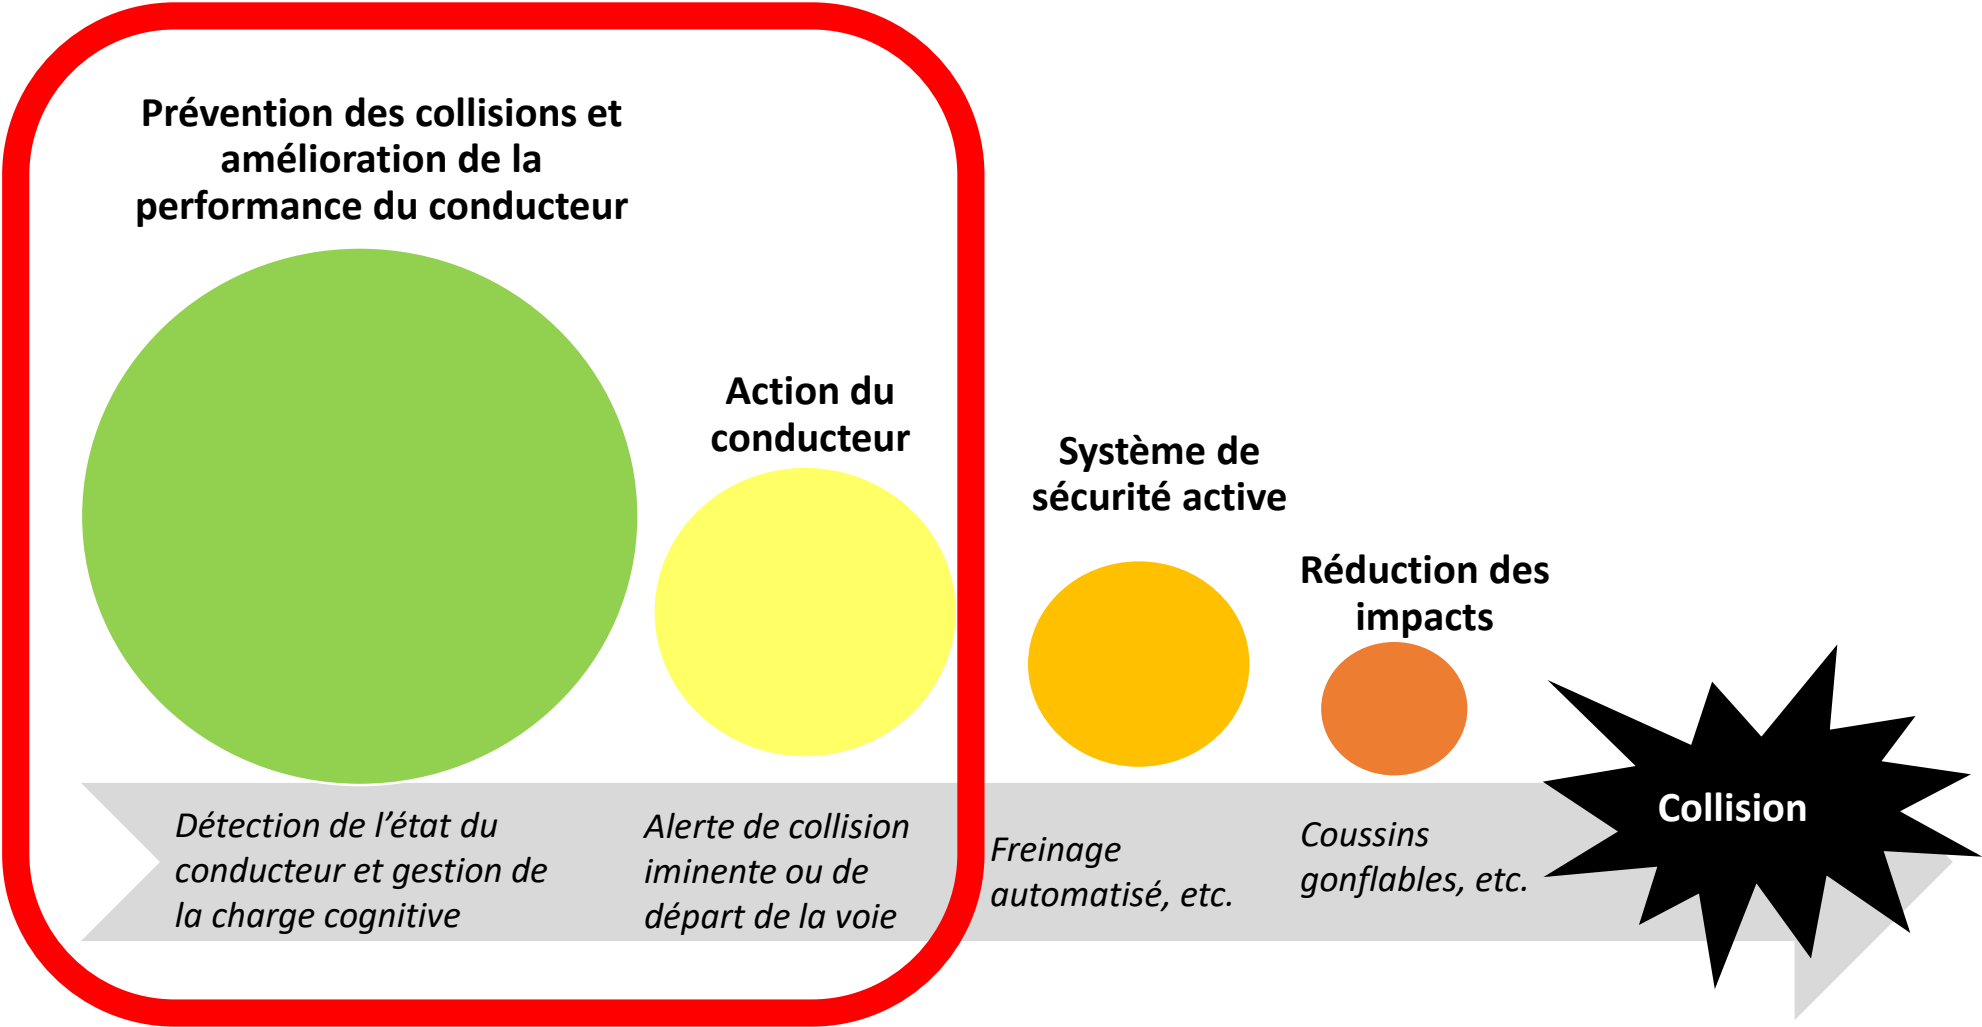 Prévention des collisions et
amélioration de la
performance du conducteur
Action du
conducteur
Système de
sécurité active
Réduction des
impacts
Détection de l’état du
conducteur et gestion de
la charge cognitive
Alerte de collision
iminente ou de
départ de la voie
Freinage
automatisé, etc.
Coussins
gonflables, etc.
Collision